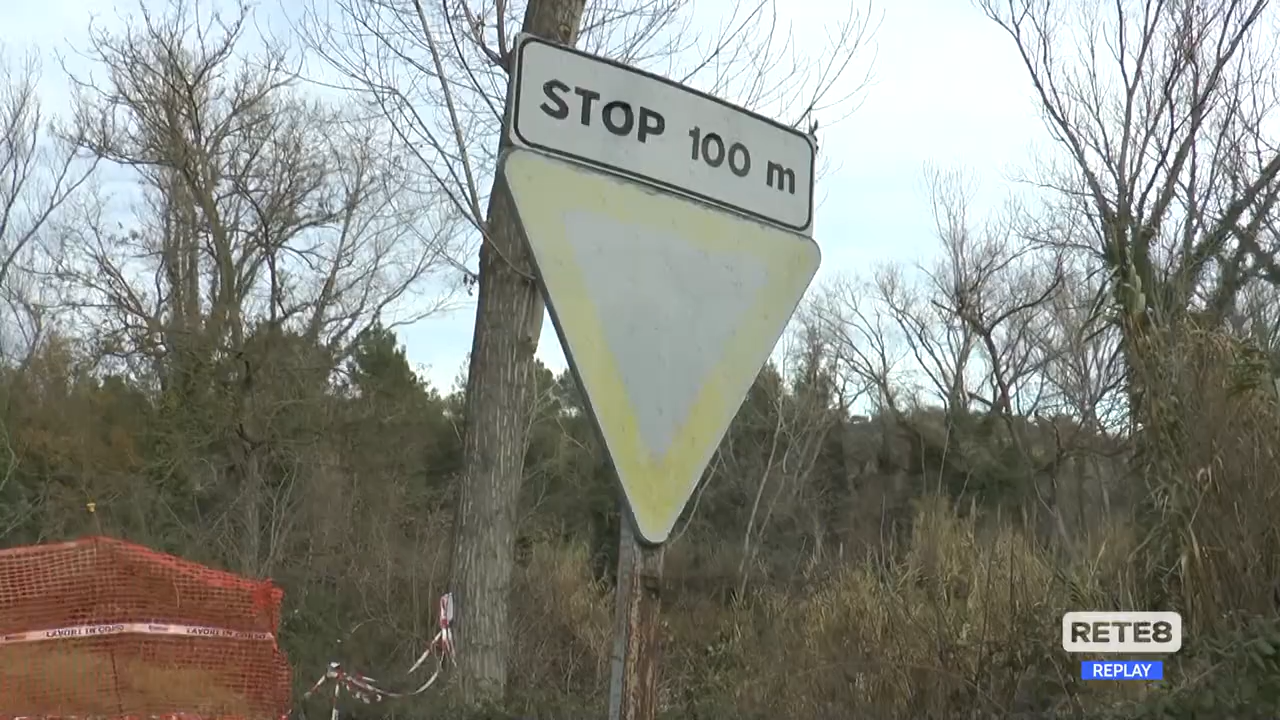 STOP 100 m
LAVORI IN CORSO LAVORI IN CORSO
RETE8
REPLAY